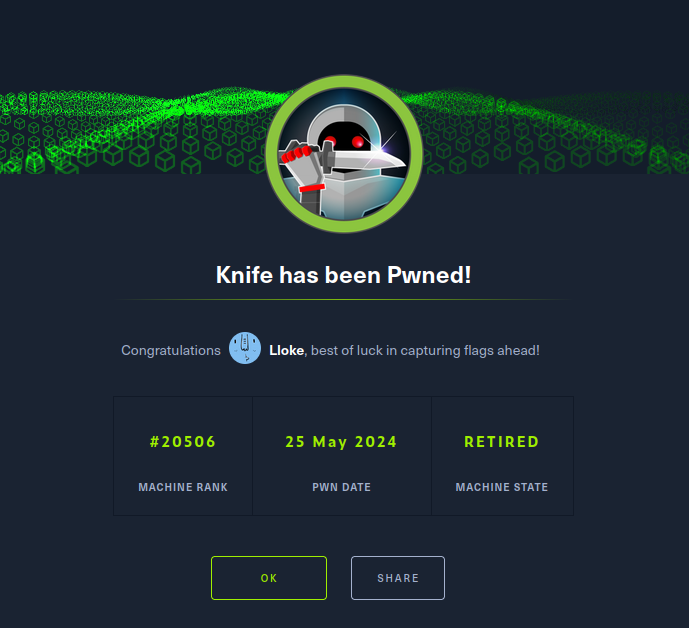 Knife has been Pwned!
Congratulations Lloke, best of luck in capturing flags ahead!
#20506 25 May 2024 RETIRED
MACHINE RANK PWN DATE MACHINE STATE
OK SHARE